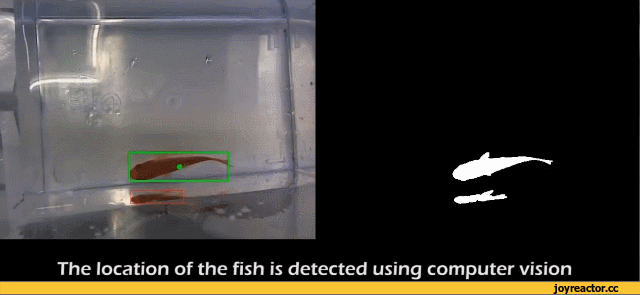 The location of the fish is detected using computer vision
joyreactor.cc